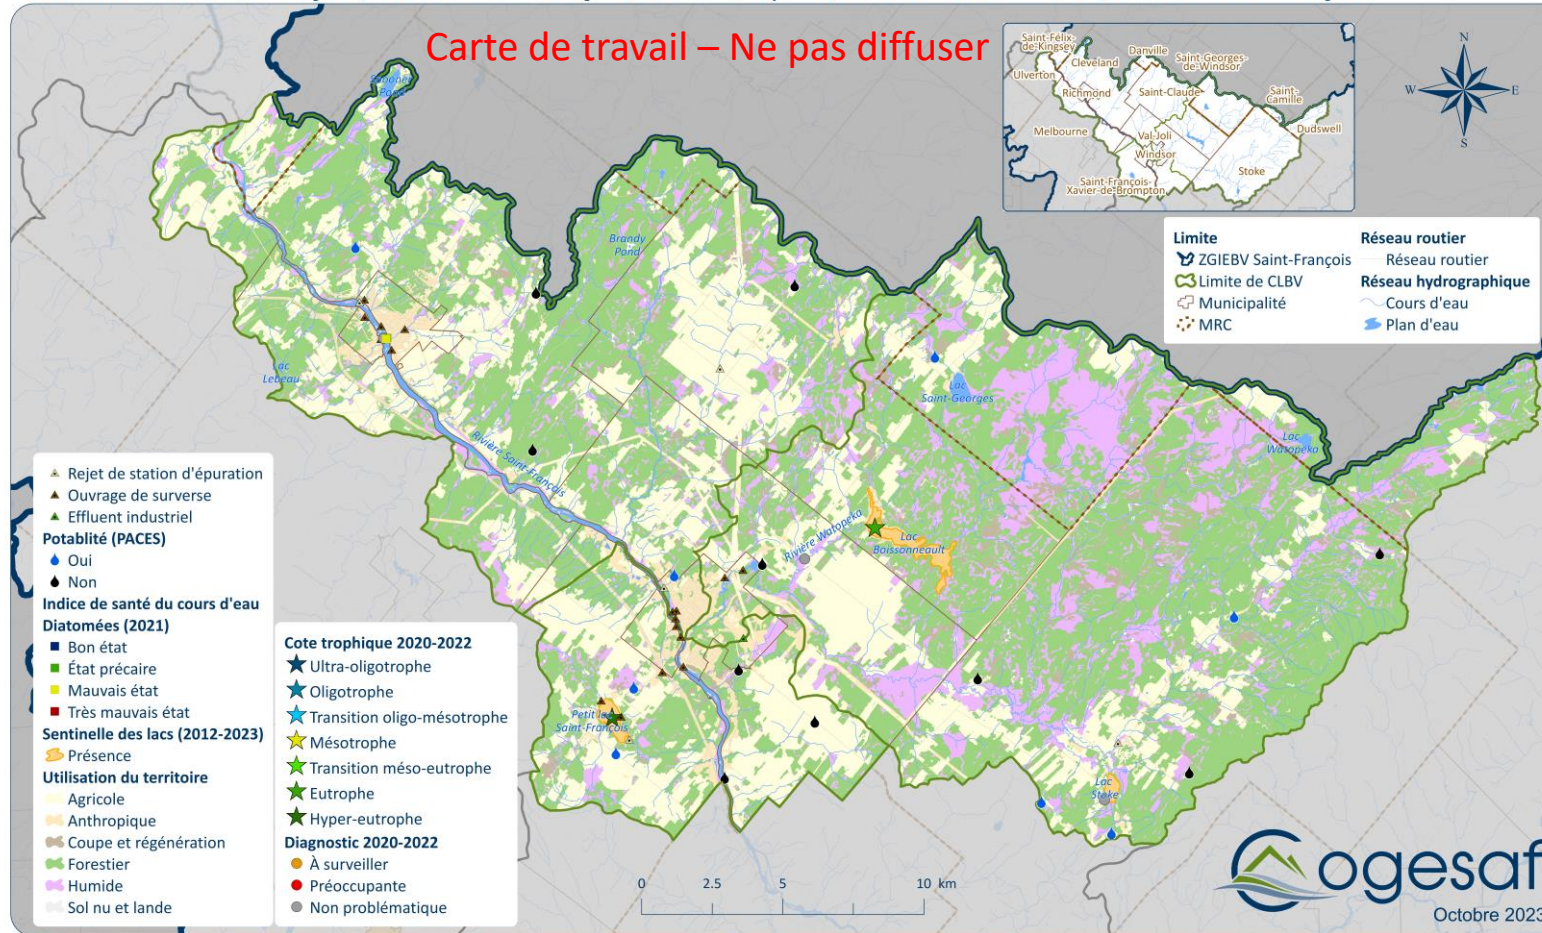 Carte de travail – Ne pas diffuser
Saint-Félix-
de-Kingsey
Cleveland
Danville
Saint-Georges-
de-Windsor
Ulverton
Richmond
Saint-Claude
Saint-
Camille
Melbourne
Val-Joli
Dudswell
Windsor
Stoke
Saint-François-
Xavier-de-Brompton
N
W
E
S
Limite
ZGIEBV Saint-François
Limite de CLBV
Municipalité
MRC
Réseau routier
Réseau routier
Réseau hydrographique
Cours d'eau
Plan d'eau
Spooner
Pond
Brandy
Pond
Lac
Lebeau
Rivière Saint-François
Lac
Saint-Georges
Lac
Watopeka
Rivière Watopeka
Lac
Boissonneault
Petit lac
Saint-François
Lac
Stoke
Rejet de station d'épuration
Ouvrage de surverse
Effluent industriel
Potablité (PACES)
Oui
Non
Indice de santé du cours d'eau
Diatomées (2021)
Bon état
État précaire
Mauvais état
Très mauvais état
Sentinelle des lacs (2012-2023)
Présence
Utilisation du territoire
Agricole
Anthropique
Coupe et régénération
Forestier
Humide
Sol nu et lande
Cote trophique 2020-2022
Ultra-oligotrophe
Oligotrophe
Transition oligo-mésotrophe
Mésotrophe
Transition méso-eutrophe
Eutrophe
Hyper-eutrophe
Diagnostic 2020-2022
À surveiller
Préoccupante
Non problématique
0 2.5 5 10 km
Cogesaf
Octobre 2023